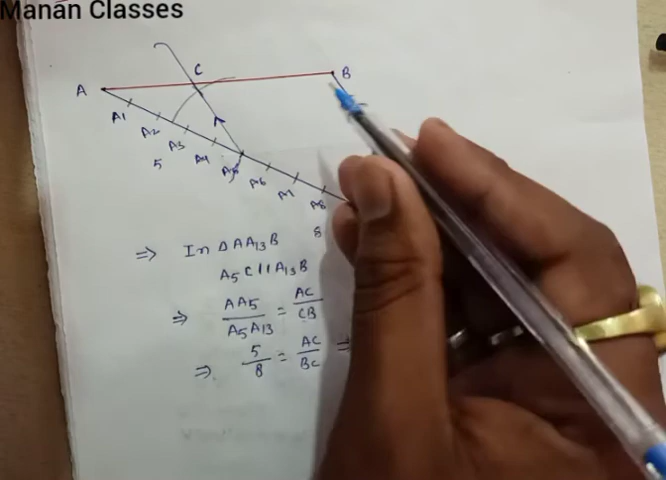 Manan Classes
C
A
B
A1
A2
A3
A4
A5
A6
A7
A8
5
8
⇒ In ΔAA13B
A5C || A13B
⇒ AA5/A5A13 = AC/CB
⇒ 5/8 = AC/BC ⇒